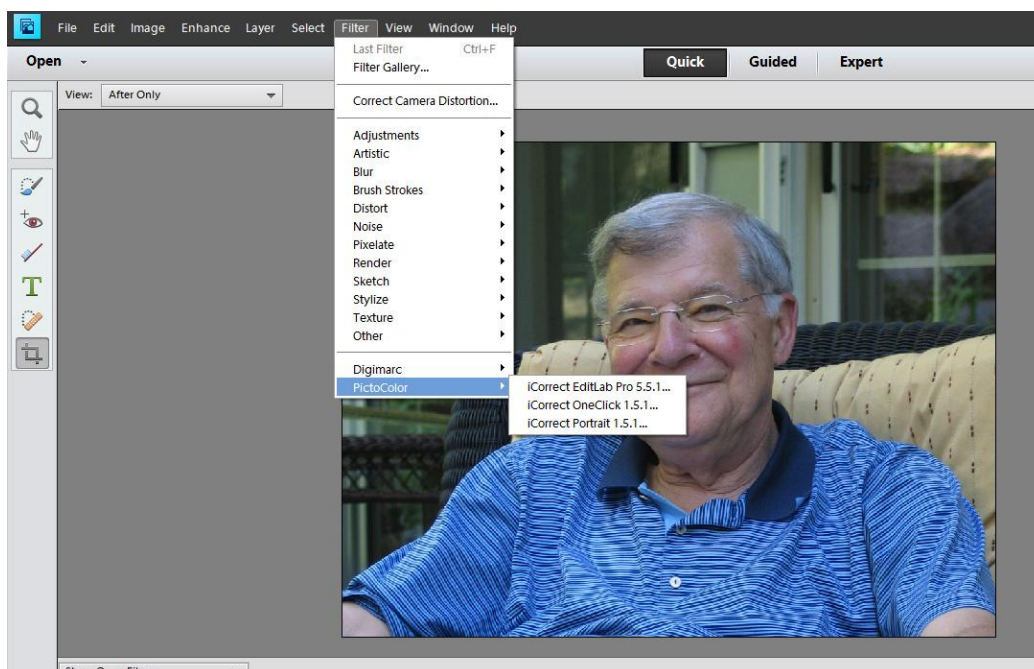 File Edit Image Enhance Layer Select Filter View Window Help
Open
Quick Guided Expert
View: After Only
Last Filter Ctrl+F
Filter Gallery...
Correct Camera Distortion...
Adjustments
Artistic
Blur
Brush Strokes
Distort
Noise
Pixelate
Render
Sketch
Stylize
Texture
Other
Digimarc
PictoColor
iCorrect EditLab Pro 5.5.1...
iCorrect OneClick 1.5.1...
iCorrect Portrait 1.5.1...
T